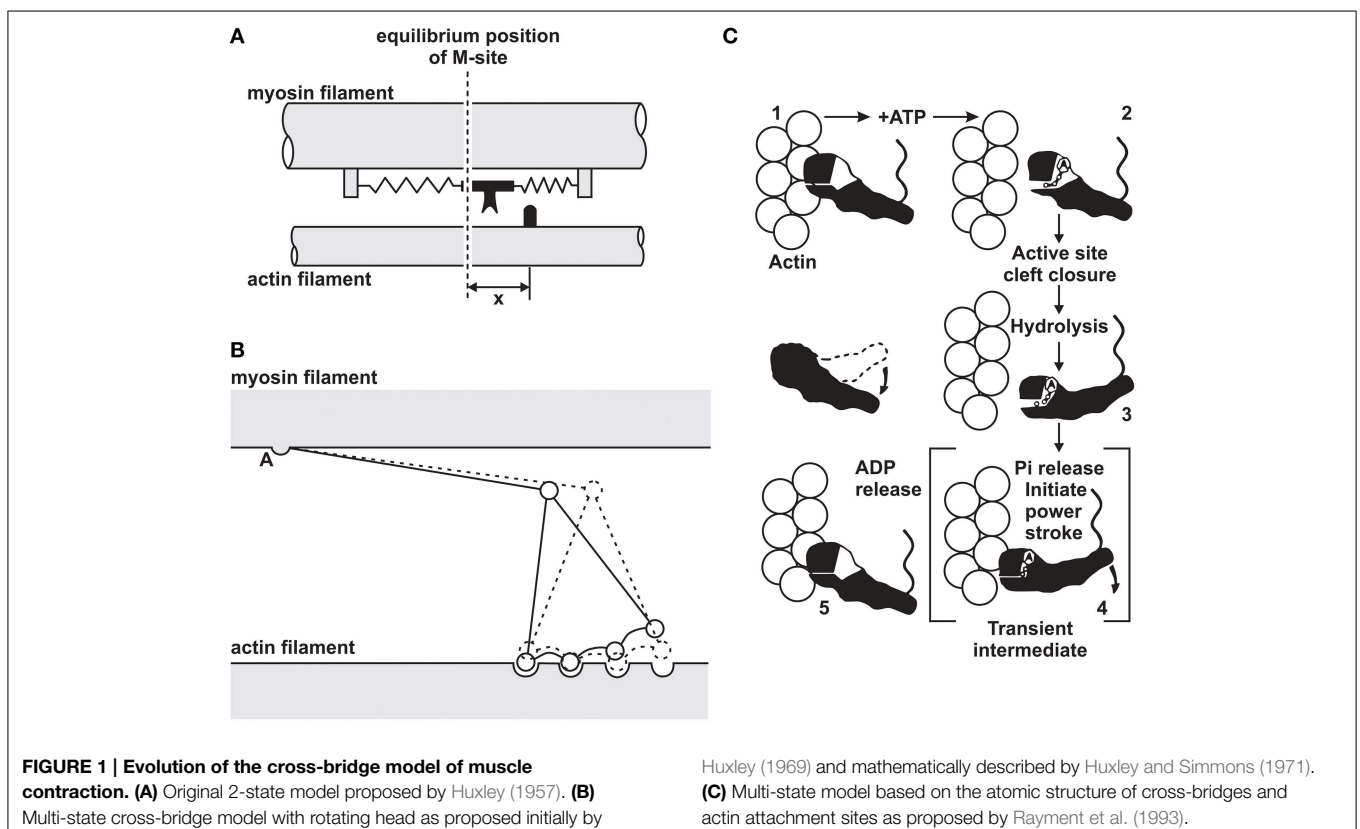 A
equilibrium position
of M-site
myosin filament
actin filament
x
B
myosin filament
A
actin filament
C
1
+ATP
2
A
Actin
Active site
cleft closure
Hydrolysis
A
3
ADP
release
Pi release
Initiate
power
stroke
A
5
4
Transient
intermediate
FIGURE 1 | Evolution of the cross-bridge model of muscle
contraction. (A) Original 2-state model proposed by Huxley (1957). (B)
Multi-state cross-bridge model with rotating head as proposed initially by
Huxley (1969) and mathematically described by Huxley and Simmons (1971).
(C) Multi-state model based on the atomic structure of cross-bridges and
actin attachment sites as proposed by Rayment et al. (1993).